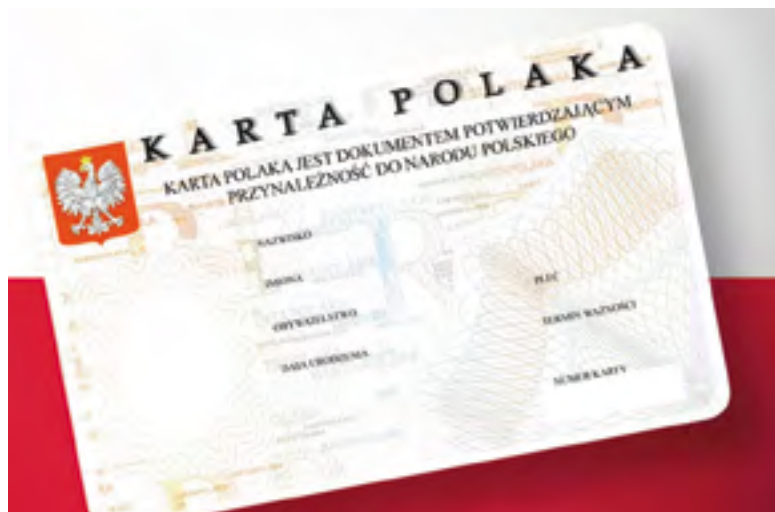 KARTA POLAKA
KARTA POLAKA JEST DOKUMENTEM POTWIERDZAJĄCYM
PRZYNALEŻNOŚĆ DO NARODU POLSKIEGO
NAZWISKO
IMIONA
OBYWATELSTWO
DATA URODZENIA
PŁEĆ
TERMIN WAŻNOŚCI
NUMER KARTY